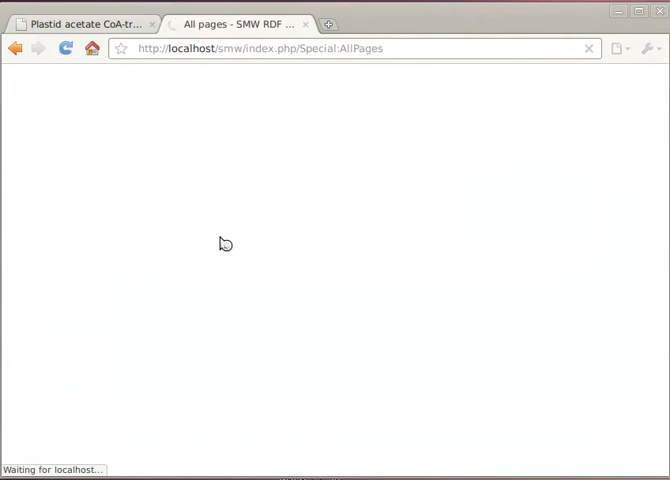 Plastid acetate CoA-tr...
All pages - SMW RDF ...
http://localhost/smw/index.php/Special:AllPages
Waiting for localhost...